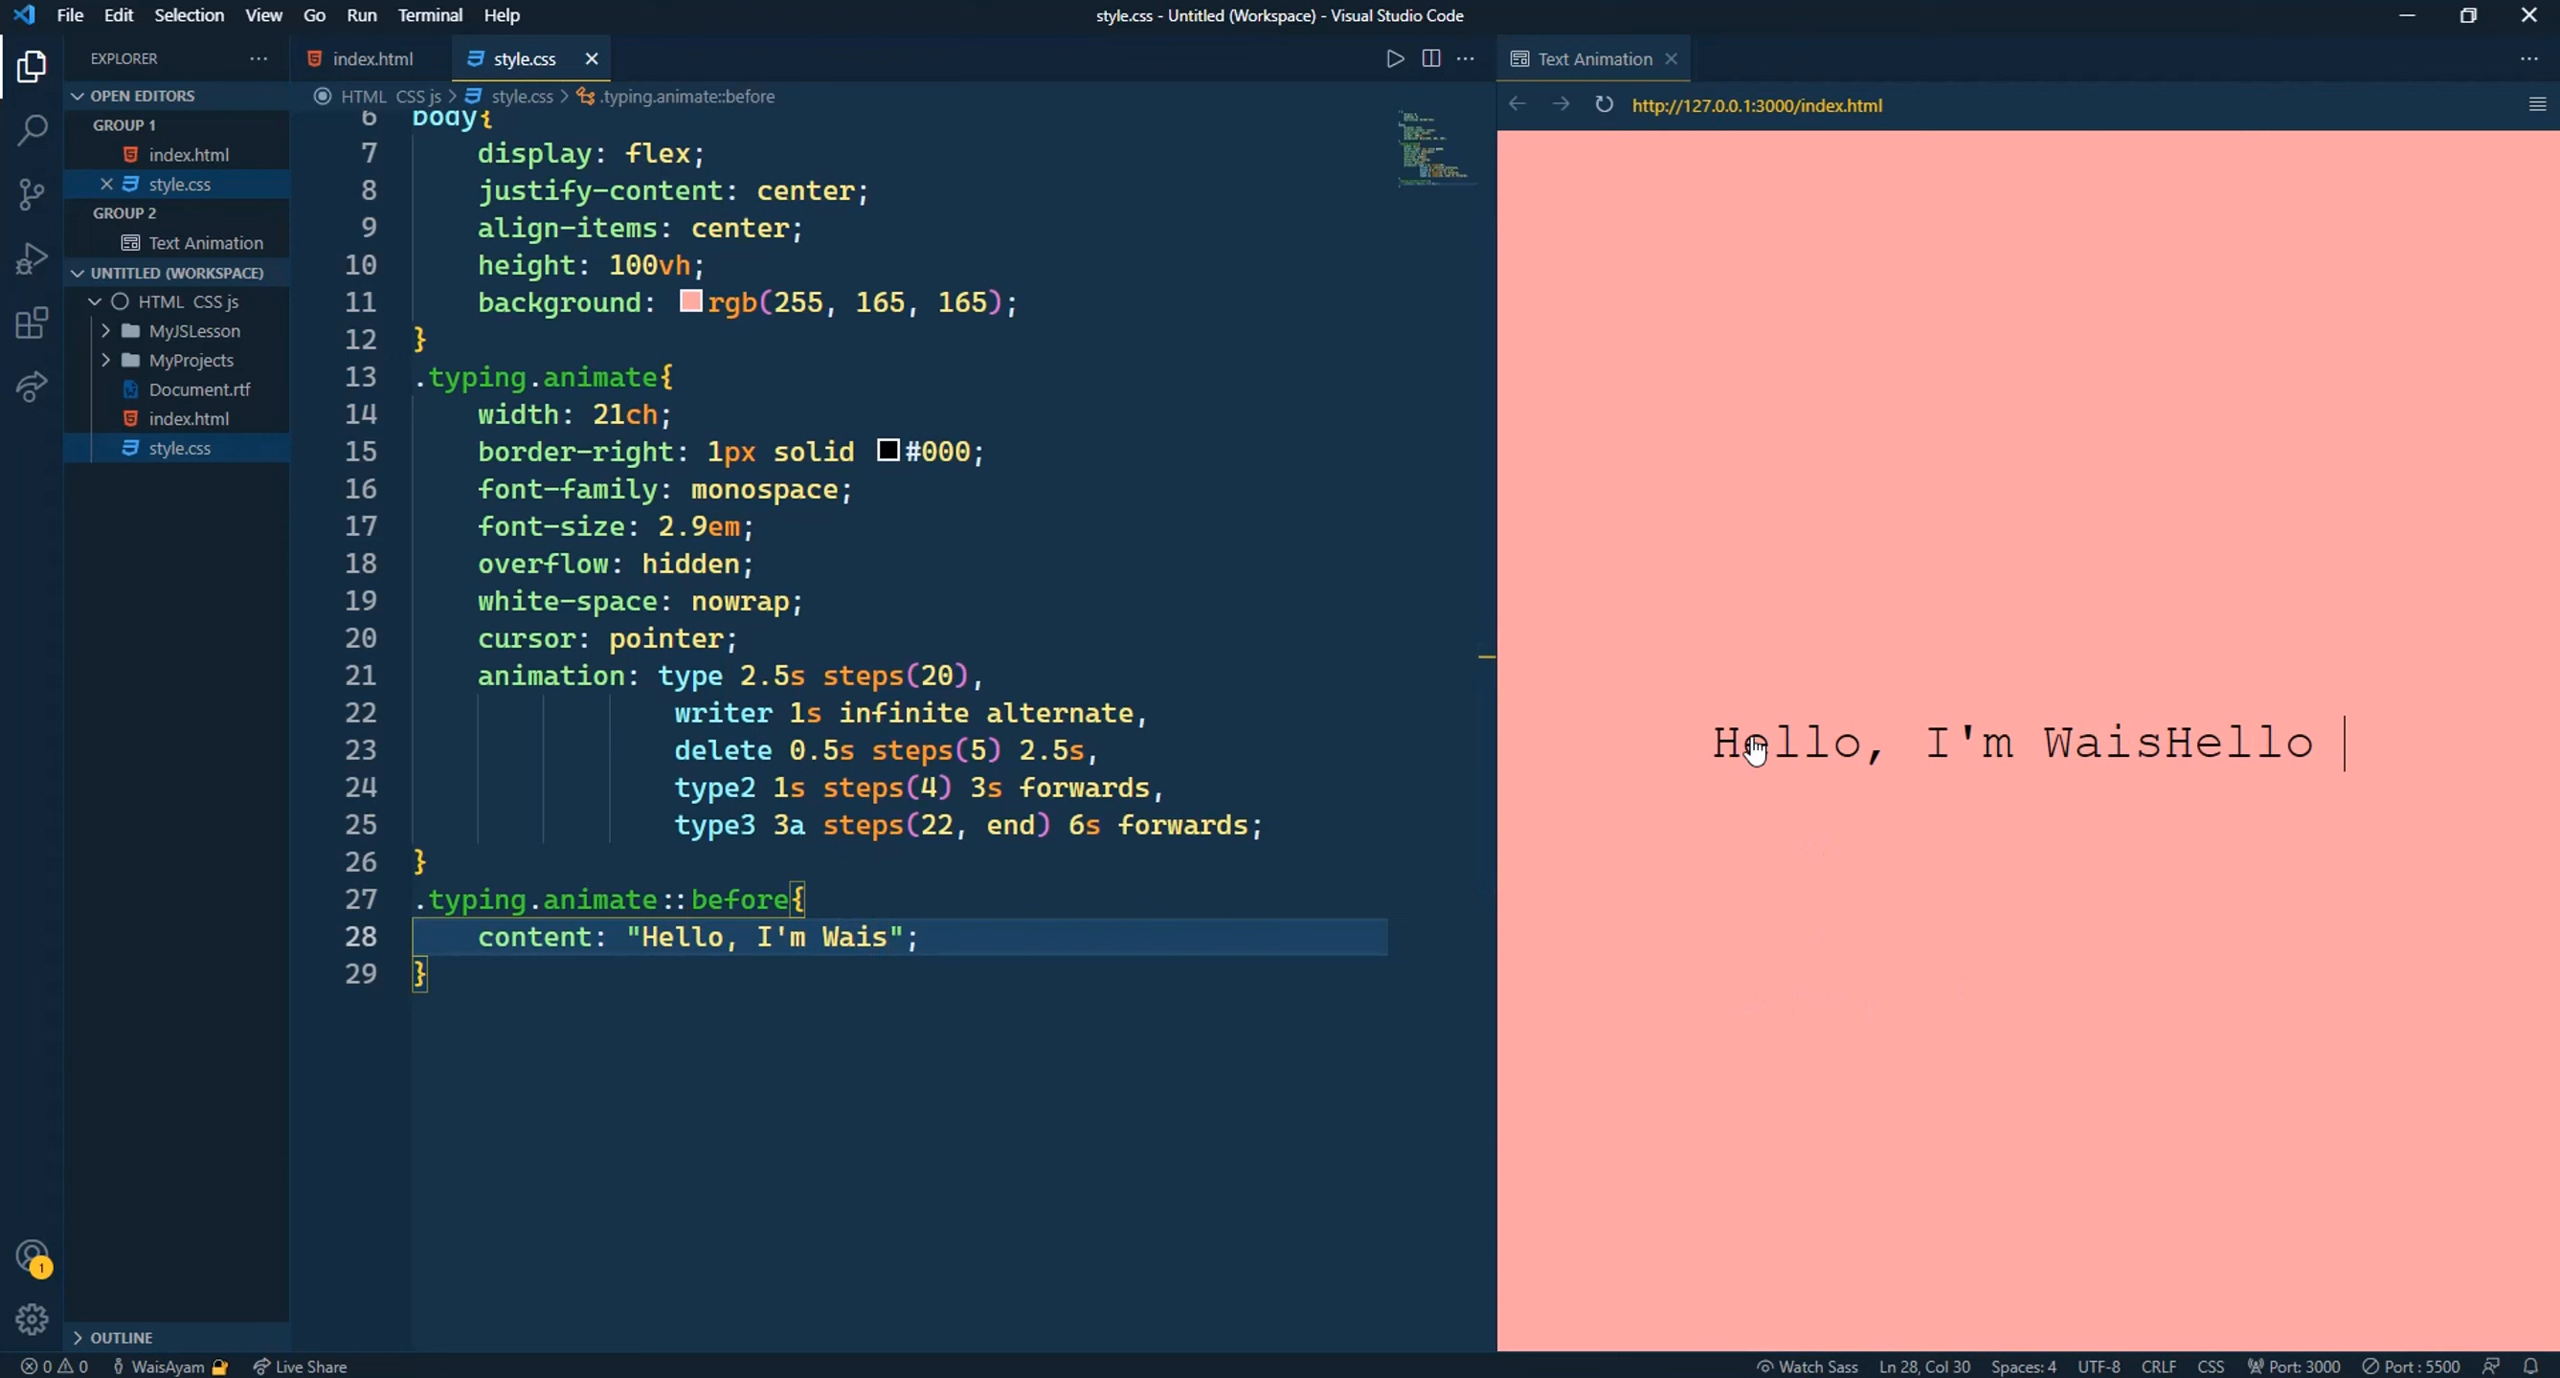 File Edit Selection View Go Run Terminal Help
style.css - Untitled (Workspace) - Visual Studio Code
EXPLORER
OPEN EDITORS
GROUP 1
index.html
style.css
GROUP 2
Text Animation
UNTITLED (WORKSPACE)
HTML CSS js
MyJSLesson
MyProjects
Document.rtf
index.html
style.css
OUTLINE
index.html
style.css
HTML CSS js > style.css > .typing.animate::before
6 body{
7 display: flex;
8 justify-content: center;
9 align-items: center;
10 height: 100vh;
11 background: rgb(255, 165, 165);
12 }
13 .typing.animate{
14 width: 21ch;
15 border-right: 1px solid #000;
16 font-family: monospace;
17 font-size: 2.9em;
18 overflow: hidden;
19 white-space: nowrap;
20 cursor: pointer;
21 animation: type 2.5s steps(20),
22 writer 1s infinite alternate,
23 delete 0.5s steps(5) 2.5s,
24 type2 1s steps(4) 3s forwards,
25 type3 3a steps(22, end) 6s forwards;
26 }
27 .typing.animate::before{
28 content: "Hello, I'm Wais";
29 }
Text Animation
http://127.0.0.1:3000/index.html
Hello, I'm WaisHello
1
0 0 WaisAyam Live Share
Watch Sass Ln 28, Col 30 Spaces: 4 UTF-8 CRLF CSS Port: 3000 Port : 5500